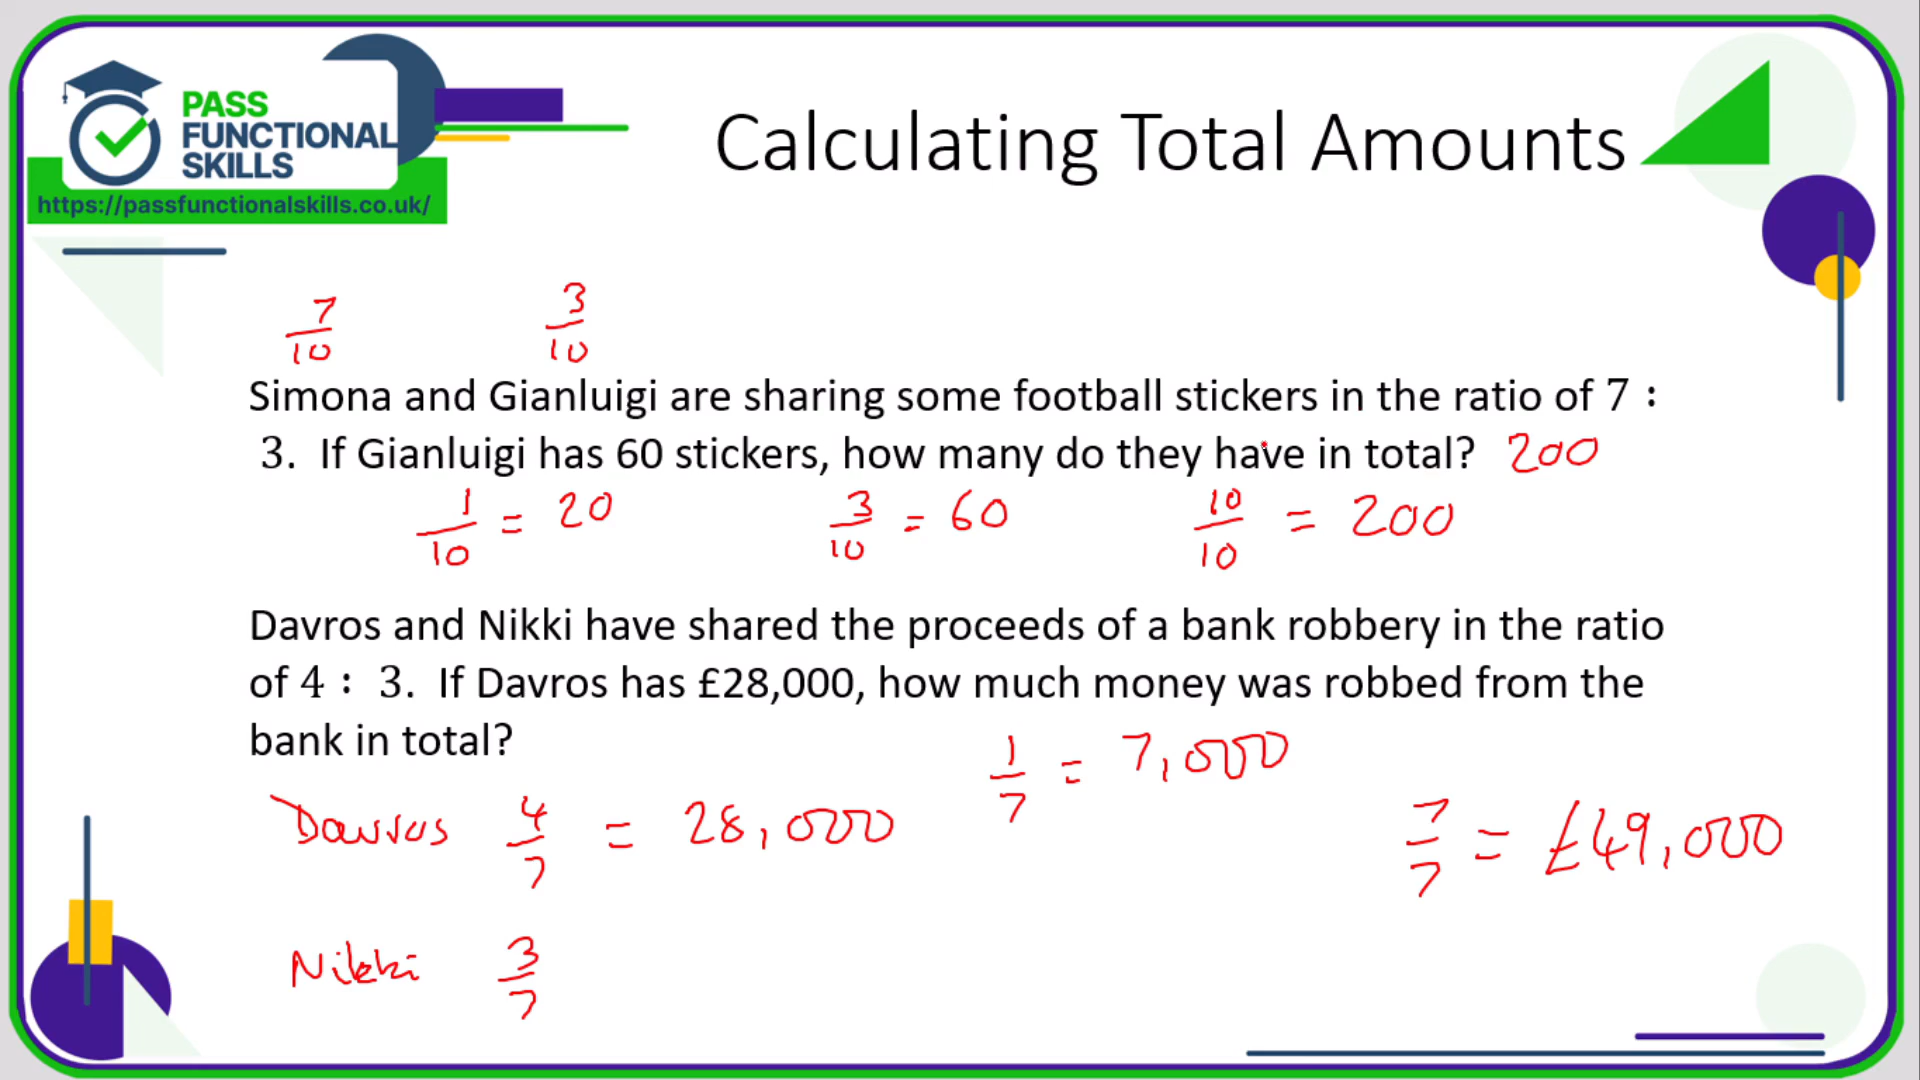 PASS
FUNCTIONAL
SKILLS
https://passfunctionalskills.co.uk/
Calculating Total Amounts
7/10 3/10
Simona and Gianluigi are sharing some football stickers in the ratio of 7 :
3. If Gianluigi has 60 stickers, how many do they have in total? 200
1/10 = 20 3/10 = 60 10/10 = 200
Davros and Nikki have shared the proceeds of a bank robbery in the ratio
of 4 : 3. If Davros has £28,000, how much money was robbed from the
bank in total?
1/7 = 7,000
Davros 4/7 = 28,000 7/7 = £49,000
Nikki 3/7